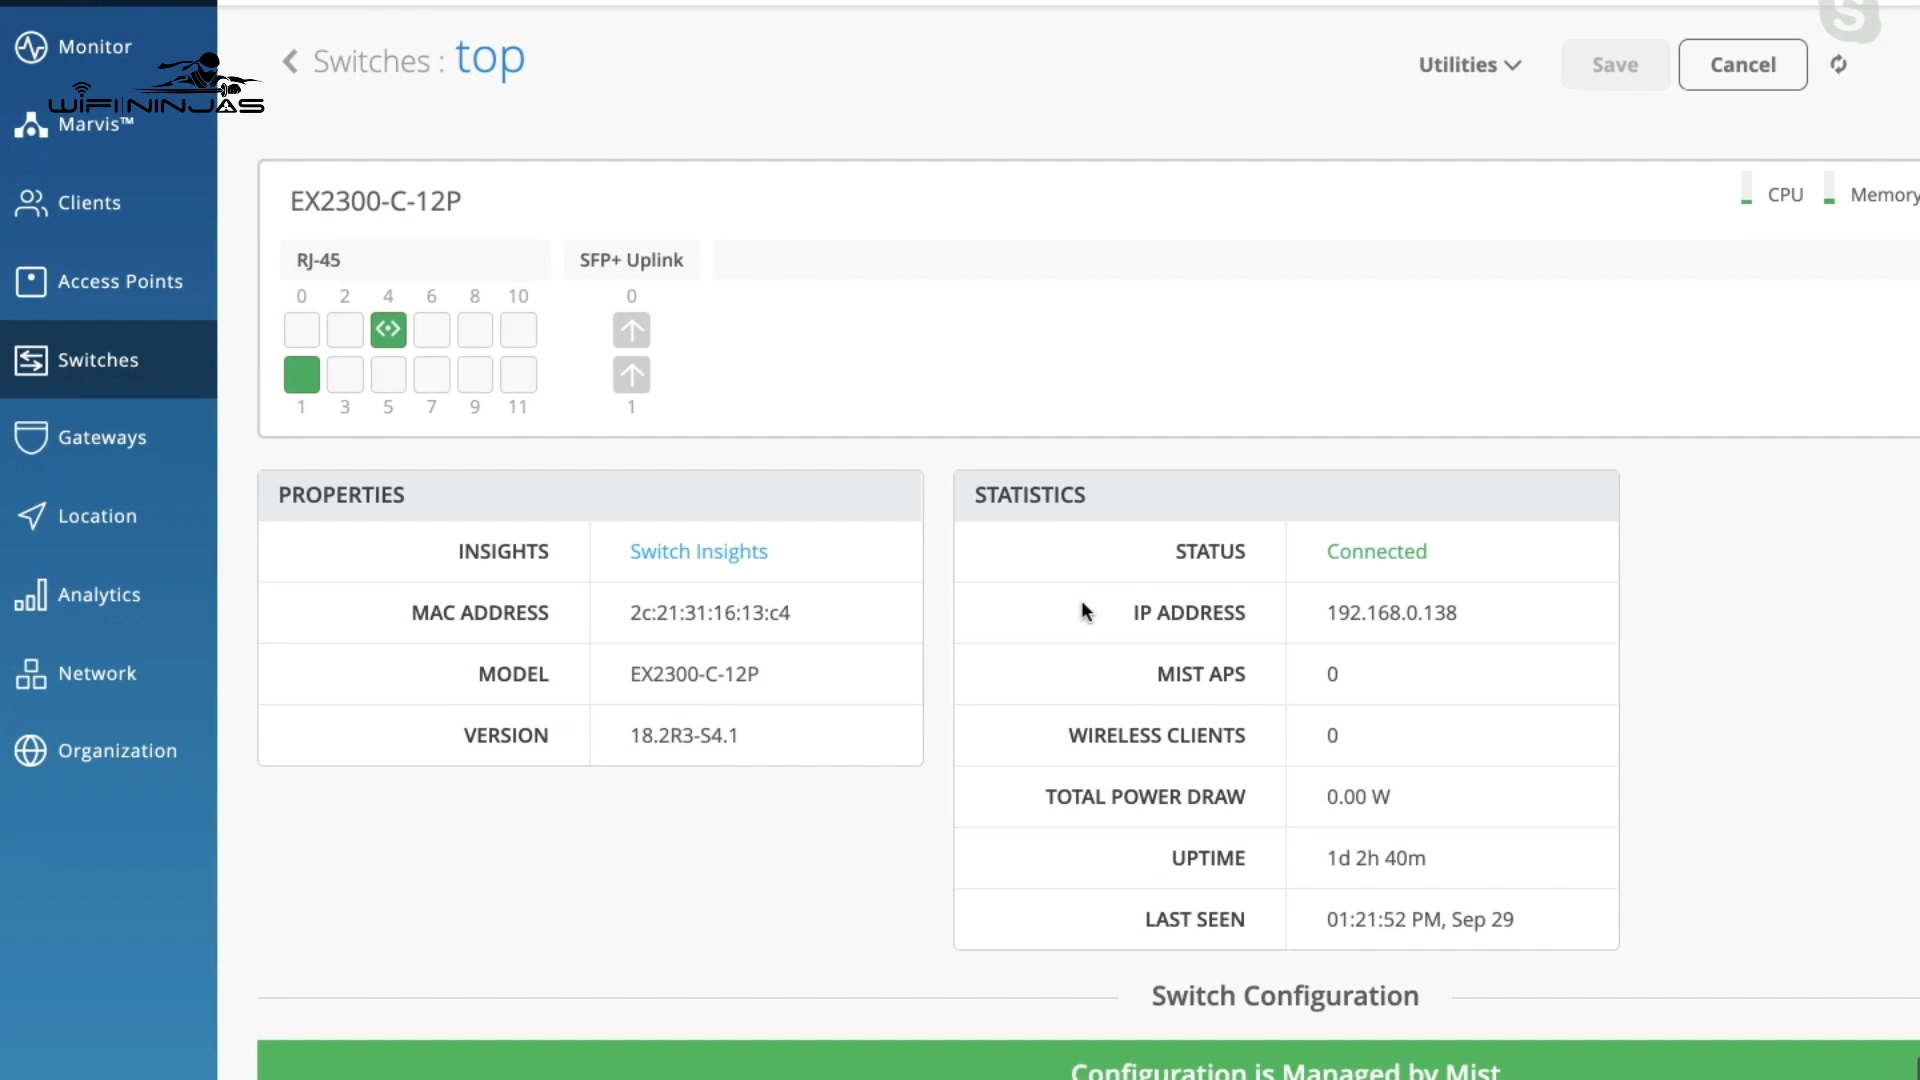 Monitor
WiFi NINJAS
Marvis™
Clients
Access Points
Switches
Gateways
Location
Analytics
Network
Organization
Switches : top
Utilities
Save
Cancel
S
EX2300-C-12P
CPU
Memory
RJ-45
SFP+ Uplink
0 2 4 6 8 10
0
1 3 5 7 9 11
1
PROPERTIES
INSIGHTS Switch Insights
MAC ADDRESS 2c:21:31:16:13:c4
MODEL EX2300-C-12P
VERSION 18.2R3-S4.1
STATISTICS
STATUS Connected
IP ADDRESS 192.168.0.138
MIST APS 0
WIRELESS CLIENTS 0
TOTAL POWER DRAW 0.00 W
UPTIME 1d 2h 40m
LAST SEEN 01:21:52 PM, Sep 29
Switch Configuration
Configuration is Managed by Mist